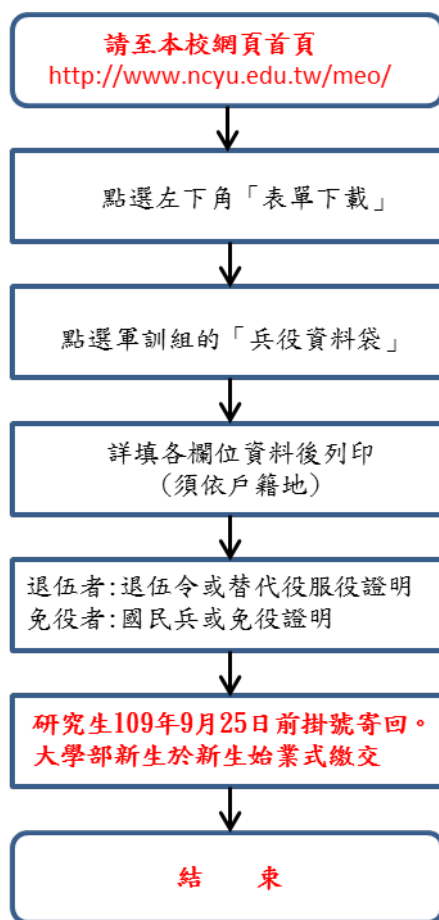 請至本校網頁首頁
http://www.ncyu.edu.tw/meo/
點選左下角「表單下載」
點選軍訓組的「兵役資料袋」
詳填各欄位資料後列印
(須依戶籍地)
退伍者:退伍令或替代役服役證明
免役者:國民兵或免役證明
研究生109年9月25日前掛號寄回。
大學部新生於新生始業式繳交
結 束